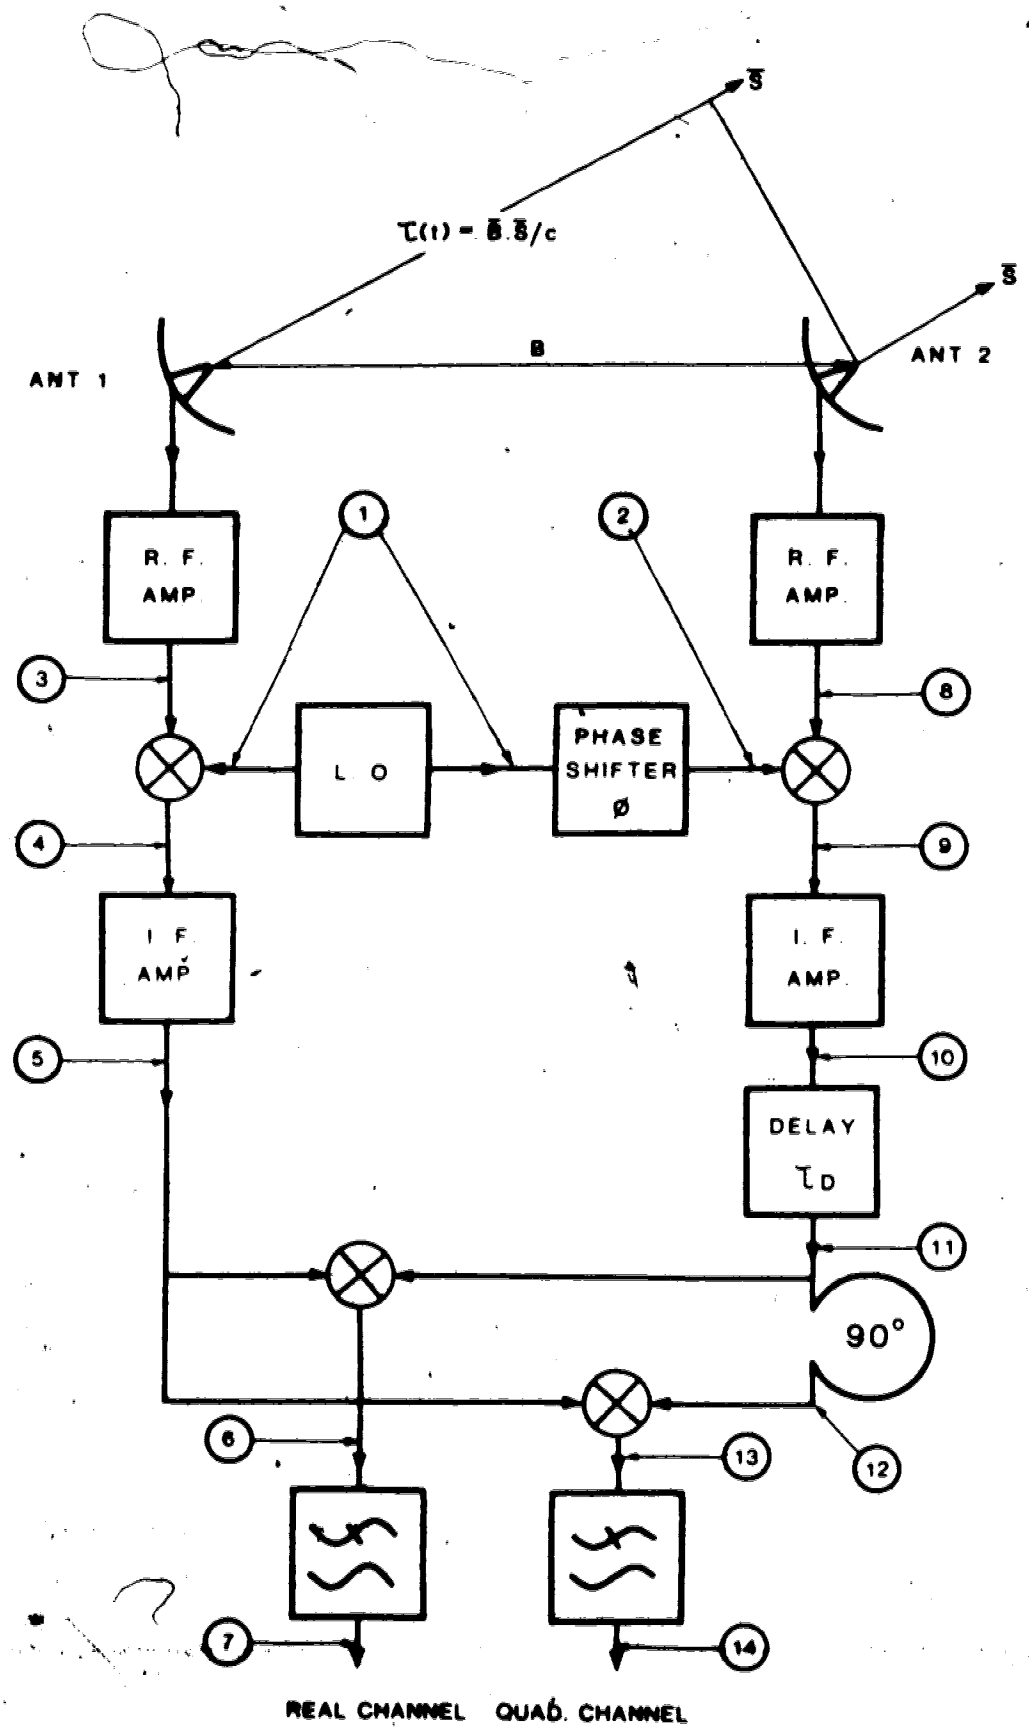 S̅
τ(t) = B̅.S̅/c
S̅
B
ANT 1
ANT 2
1
2
R. F.
AMP.
R. F.
AMP.
3
8
L. O
PHASE
SHIFTER
Ø
4
9
I. F.
AMP
I. F.
AMP.
5
10
DELAY
τD
11
90°
6
13
12
7
14
REAL CHANNEL QUAD. CHANNEL